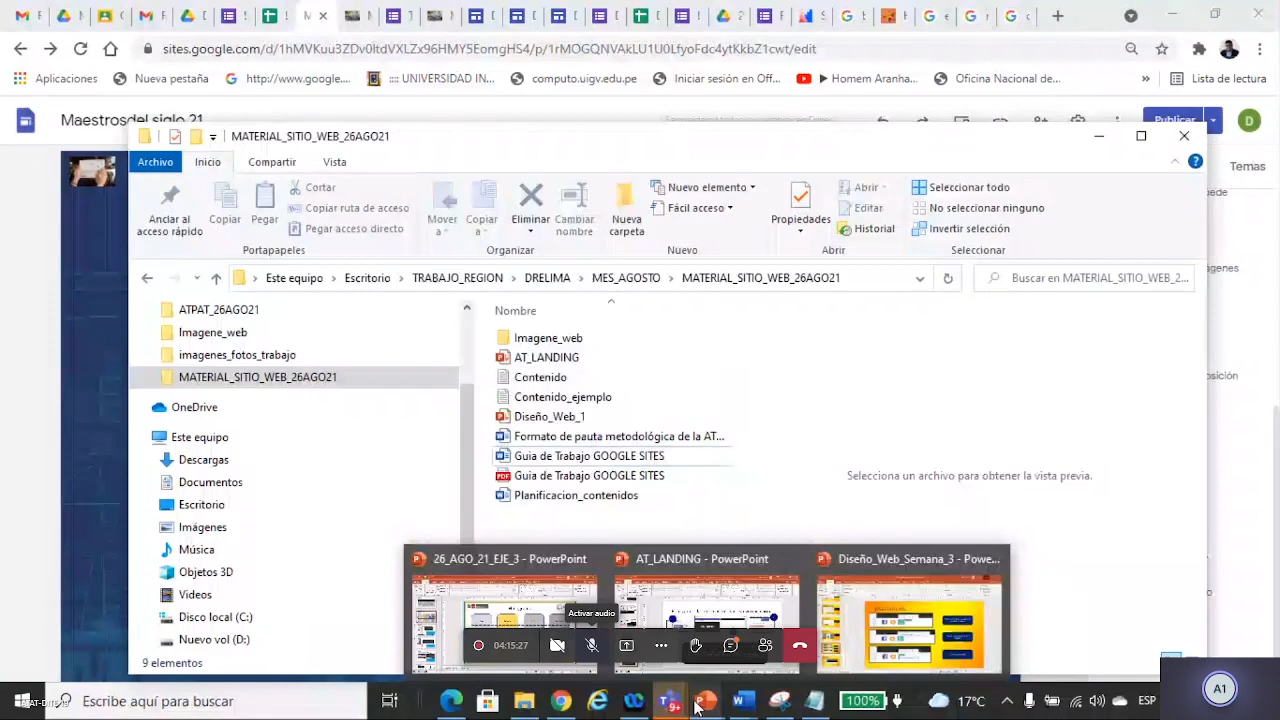 sites.google.com/d/1hMVKuu3ZDv0ltdVXLZx96HMY5EomgHS4/p/1rMOGQNVAkLU1U0LfyoFdc4ytKkbZ1cwt/edit
Aplicaciones
Nueva pestaña
http://www.google....
:::: UNIVERSIDAD IN...
computo.uigv.edu.pe
Iniciar sesión en Off...
▶ Homem Aranha...
Oficina Nacional de...
»
Lista de lectura
Maestrosdel siglo 21
Publicar
D
MATERIAL_SITIO_WEB_26AGO21
Archivo
Inicio
Compartir
Vista
Temas
Anclar al acceso rápido
Copiar
Pegar
Cortar
Copiar ruta de acceso
Pegar acceso directo
Mover a
Copiar a
Eliminar
Cambiar nombre
Nueva carpeta
Nuevo elemento
Fácil acceso
Propiedades
Abrir
Editar
Historial
Seleccionar todo
No seleccionar ninguno
Invertir selección
Portapapeles
Organizar
Nuevo
Abrir
Seleccionar
Este equipo
Escritorio
TRABAJO_REGION
DRELIMA
MES_AGOSTO
MATERIAL_SITIO_WEB_26AGO21
Buscar en MATERIAL_SITIO_WEB_2...
ATPAT_26AGO21
Imagene_web
imagenes_fotos_trabajo
MATERIAL_SITIO_WEB_26AGO21
OneDrive
Este equipo
Descargas
Documentos
Escritorio
Imágenes
Música
Objetos 3D
Vídeos
Disco local (C:)
Nuevo vol (D:)
9 elementos
Nombre
Imagene_web
AT_LANDING
Contenido
Contenido_ejemplo
Diseño_Web_1
Formato de pauta metodológica de la AT...
Guia de Trabajo GOOGLE SITES
Guia de Trabajo GOOGLE SITES
Planificacion_contenidos
Selecciona un archivo para obtener la vista previa.
26_AGO_21_EJE_3 - PowerPoint
AT_LANDING - PowerPoint
Diseño_Web_Semana_3 - Powe...
Activar audio
04:15:27
Escribe aquí para buscar
9+
100%
17°C
ESP
A1